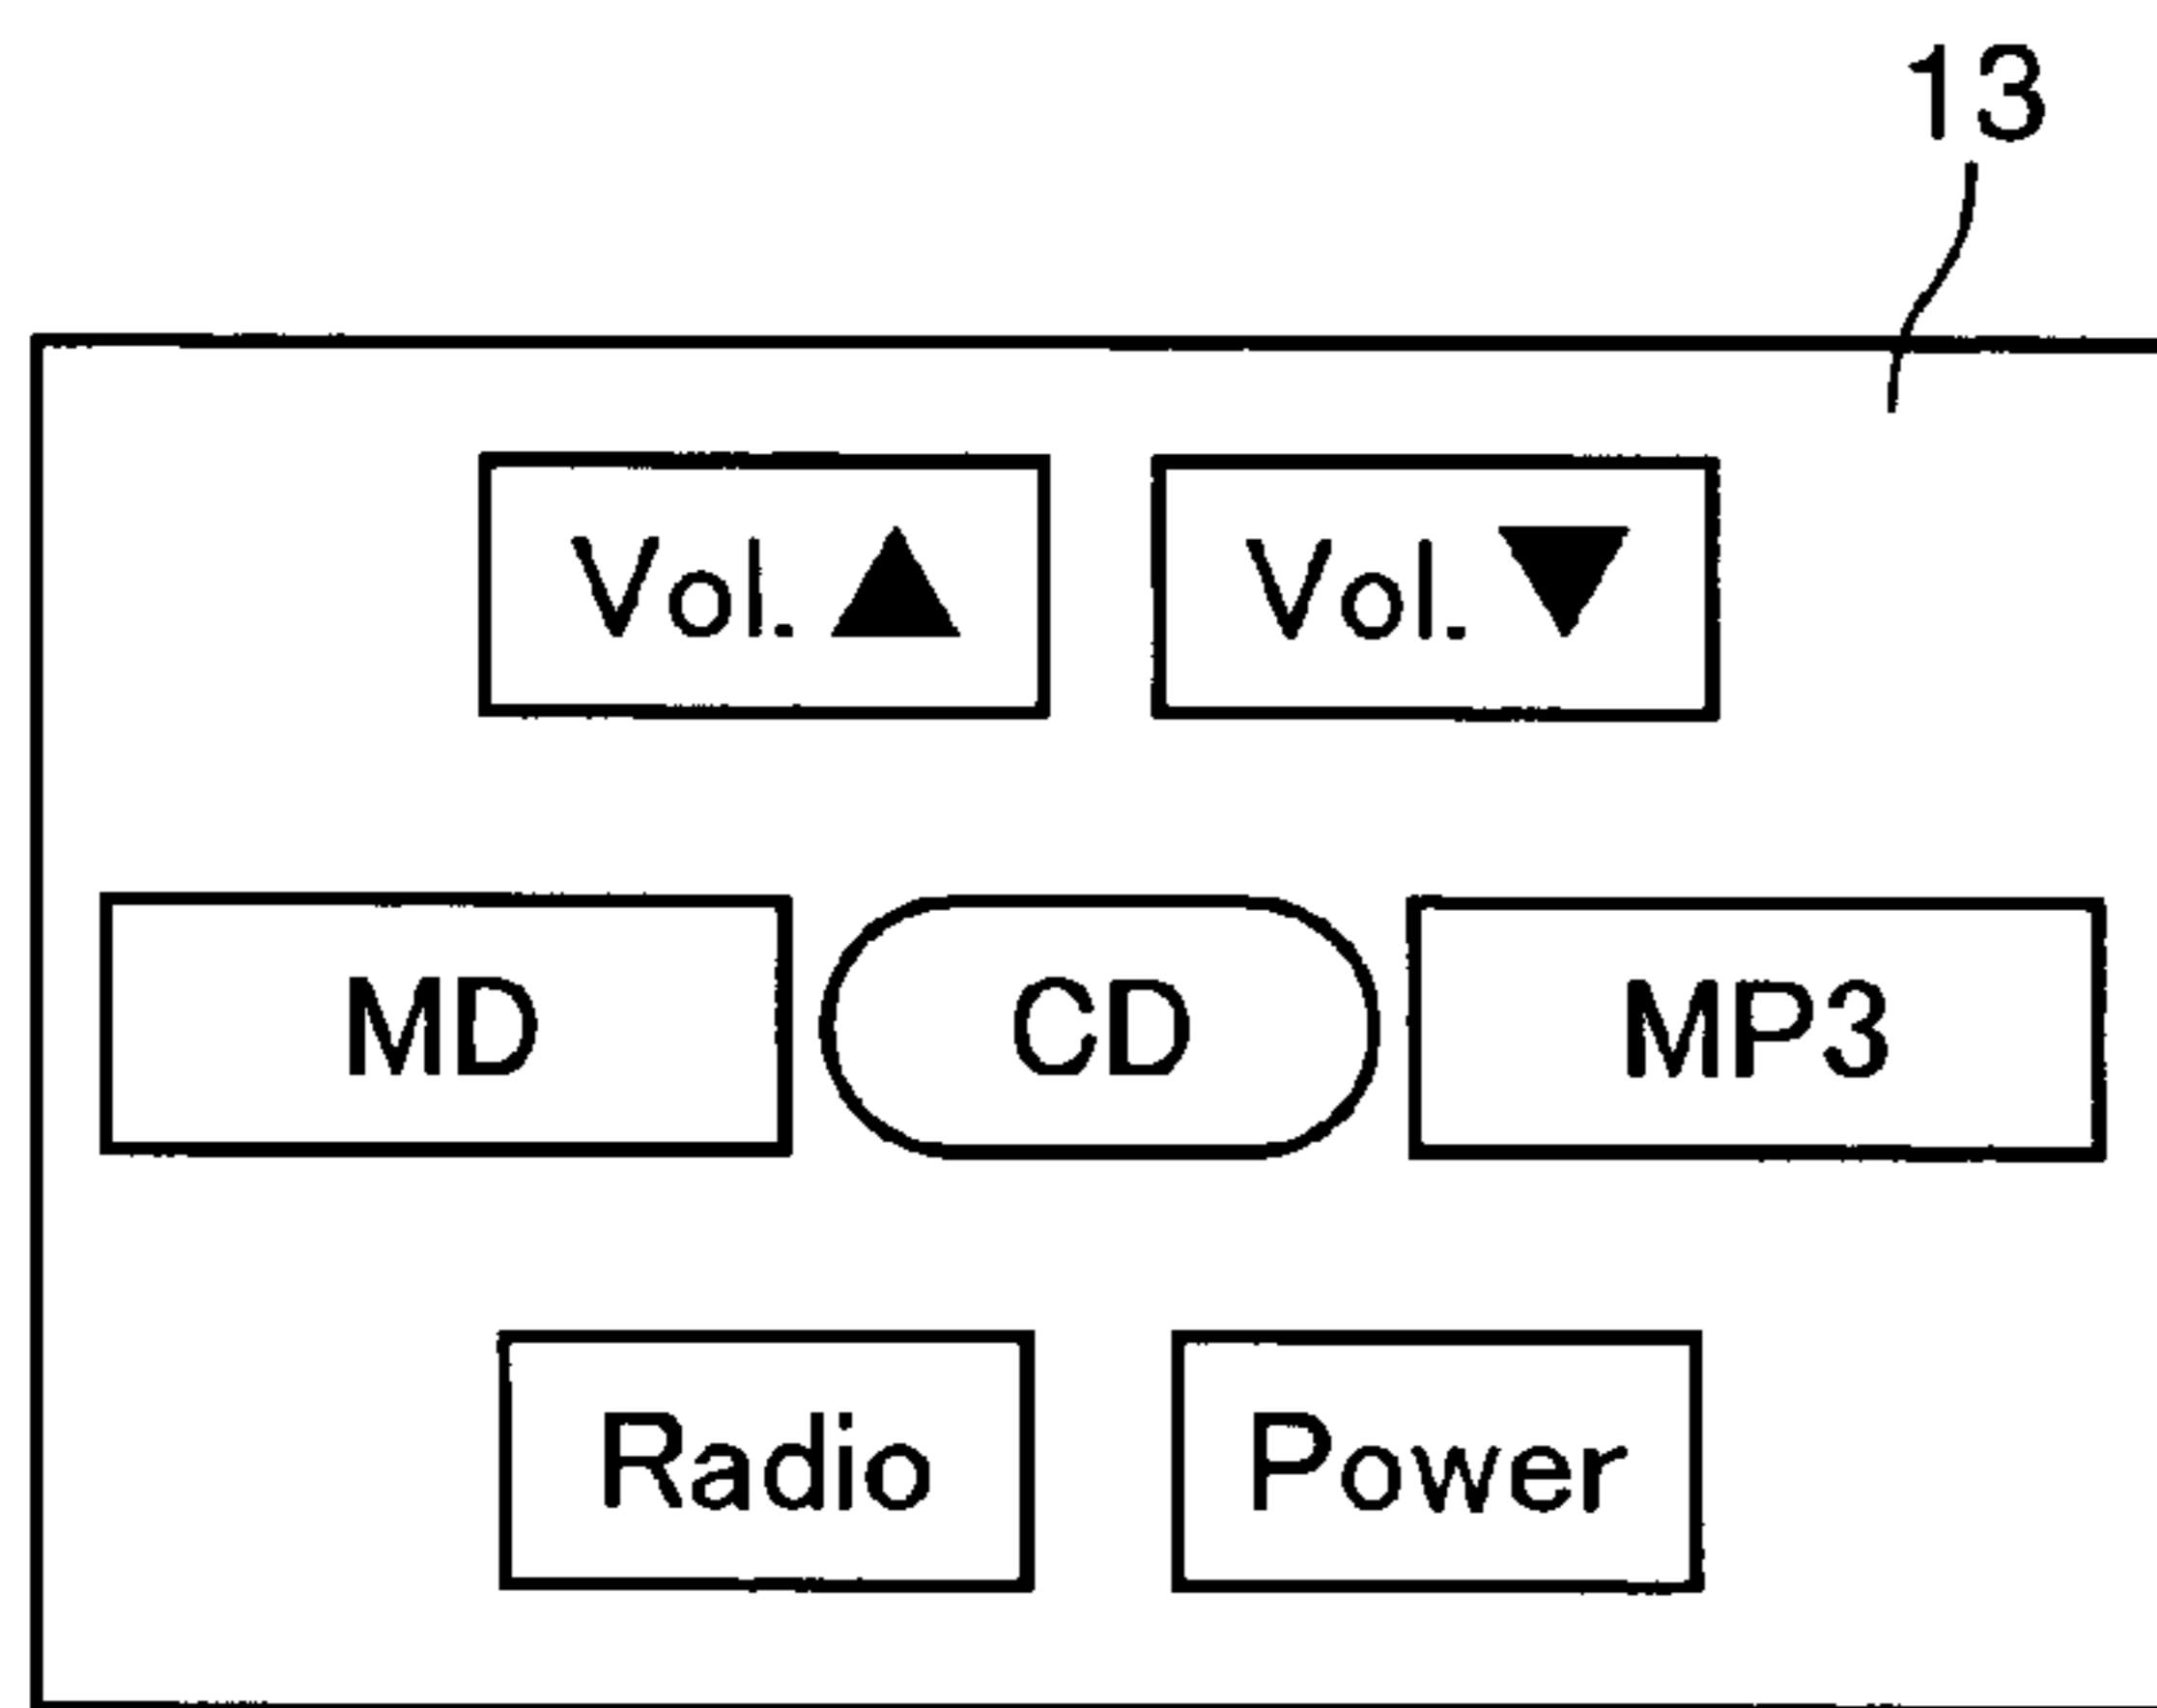 13
Vol. ▲ Vol. ▼
MD CD MP3
Radio Power